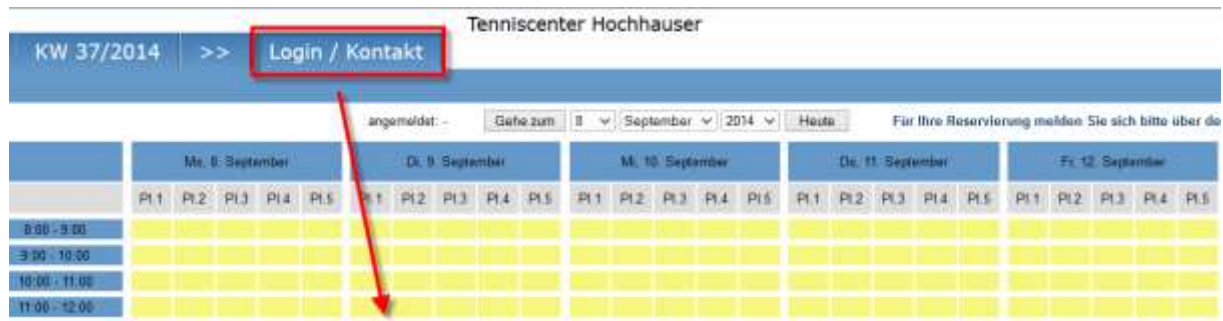 Tenniscenter Hochhauser
KW 37/2014 >> Login / Kontakt
angemeldet: - Gehe zum 8 September 2014 Heute Für Ihre Reservierung melden Sie sich bitte über de
Mo, 8. September Di, 9. September Mi, 10. September Do, 11. September Fr, 12. September
Pl.1 Pl.2 Pl.3 Pl.4 Pl.5 Pl.1 Pl.2 Pl.3 Pl.4 Pl.5 Pl.1 Pl.2 Pl.3 Pl.4 Pl.5 Pl.1 Pl.2 Pl.3 Pl.4 Pl.5 Pl.1 Pl.2 Pl.3 Pl.4 Pl.5
8:00 - 9:00
9:00 - 10:00
10:00 - 11:00
11:00 - 12:00